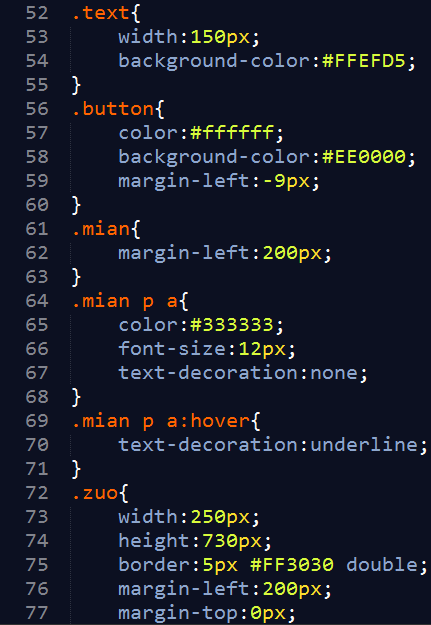 52 .text{
53     width:150px;
54     background-color:#FFEFD5;
55 }
56 .button{
57     color:#ffffff;
58     background-color:#EE0000;
59     margin-left:-9px;
60 }
61 .mian{
62     margin-left:200px;
63 }
64 .mian p a{
65     color:#333333;
66     font-size:12px;
67     text-decoration:none;
68 }
69 .mian p a:hover{
70     text-decoration:underline;
71 }
72 .zuo{
73     width:250px;
74     height:730px;
75     border:5px #FF3030 double;
76     margin-left:200px;
77     margin-top:0px;